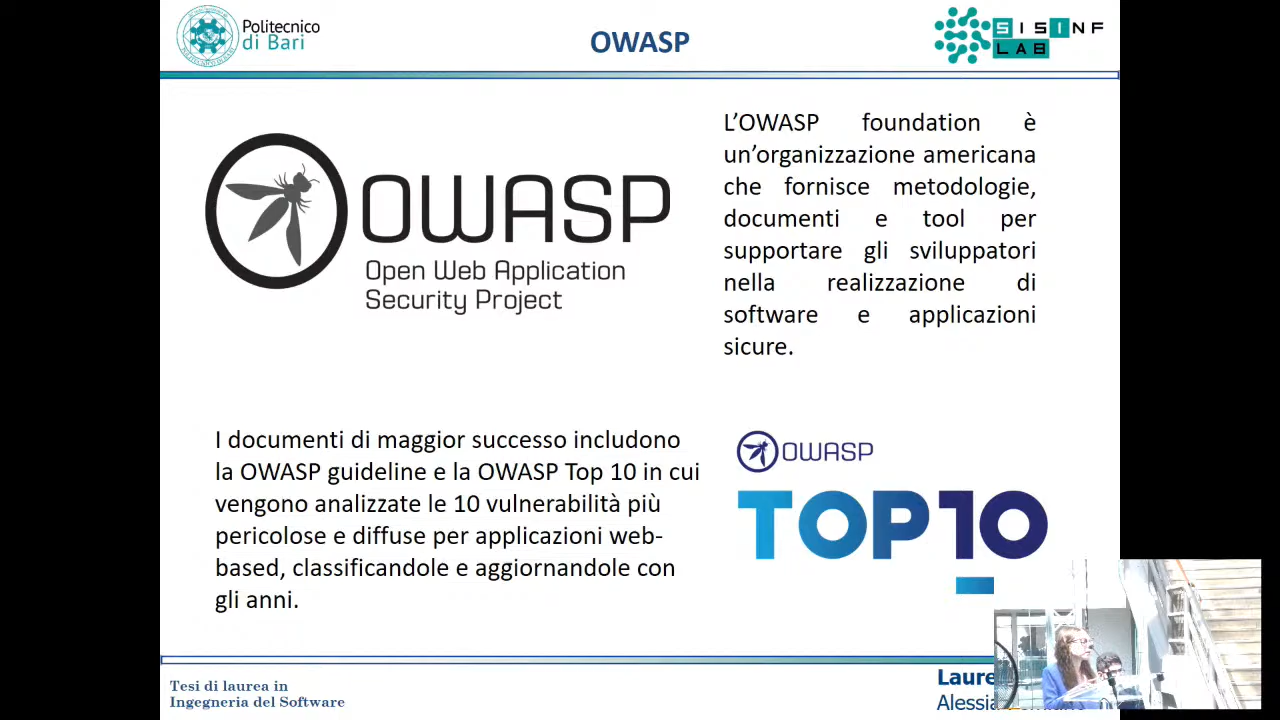 Politecnico
di Bari
OWASP
SISINF
LAB
OWASP
Open Web Application
Security Project
L’OWASP foundation è
un’organizzazione americana
che fornisce metodologie,
documenti e tool per
supportare gli sviluppatori
nella realizzazione di
software e applicazioni
sicure.
I documenti di maggior successo includono
la OWASP guideline e la OWASP Top 10 in cui
vengono analizzate le 10 vulnerabilità più
pericolose e diffuse per applicazioni web-
based, classificandole e aggiornandole con
gli anni.
OWASP
TOP10
Tesi di laurea in
Ingegneria del Software
Laure
Alessia